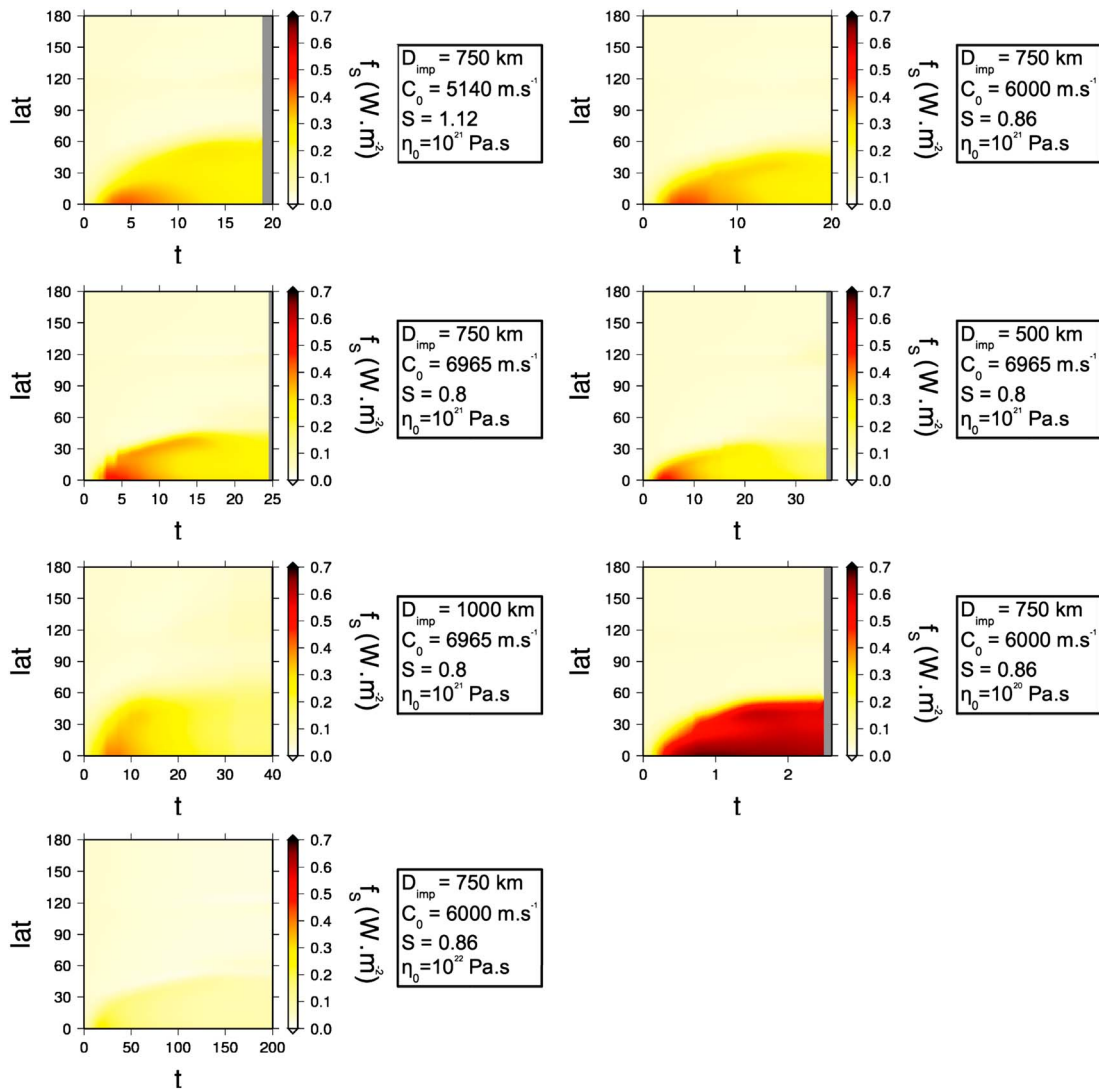 180
150
120
90
60
30
0
lat
0 5 10 15 20
t
0.7
0.6
0.5
0.4
0.3
0.2
0.1
0.0
f_S (W.m^-2)
D_imp = 750 km
C_0 = 5140 m.s^-1
S = 1.12
η_0=10^21 Pa.s
180
150
120
90
60
30
0
lat
0 10 20
t
0.7
0.6
0.5
0.4
0.3
0.2
0.1
0.0
f_S (W.m^-2)
D_imp = 750 km
C_0 = 6000 m.s^-1
S = 0.86
η_0=10^21 Pa.s
180
150
120
90
60
30
0
lat
0 5 10 15 20 25
t
0.7
0.6
0.5
0.4
0.3
0.2
0.1
0.0
f_S (W.m^-2)
D_imp = 750 km
C_0 = 6965 m.s^-1
S = 0.8
η_0=10^21 Pa.s
180
150
120
90
60
30
0
lat
0 10 20 30
t
0.7
0.6
0.5
0.4
0.3
0.2
0.1
0.0
f_S (W.m^-2)
D_imp = 500 km
C_0 = 6965 m.s^-1
S = 0.8
η_0=10^21 Pa.s
180
150
120
90
60
30
0
lat
0 10 20 30 40
t
0.7
0.6
0.5
0.4
0.3
0.2
0.1
0.0
f_S (W.m^-2)
D_imp = 1000 km
C_0 = 6965 m.s^-1
S = 0.8
η_0=10^21 Pa.s
180
150
120
90
60
30
0
lat
0 1 2
t
0.7
0.6
0.5
0.4
0.3
0.2
0.1
0.0
f_S (W.m^-2)
D_imp = 750 km
C_0 = 6000 m.s^-1
S = 0.86
η_0=10^20 Pa.s
180
150
120
90
60
30
0
lat
0 50 100 150 200
t
0.7
0.6
0.5
0.4
0.3
0.2
0.1
0.0
f_S (W.m^-2)
D_imp = 750 km
C_0 = 6000 m.s^-1
S = 0.86
η_0=10^22 Pa.s